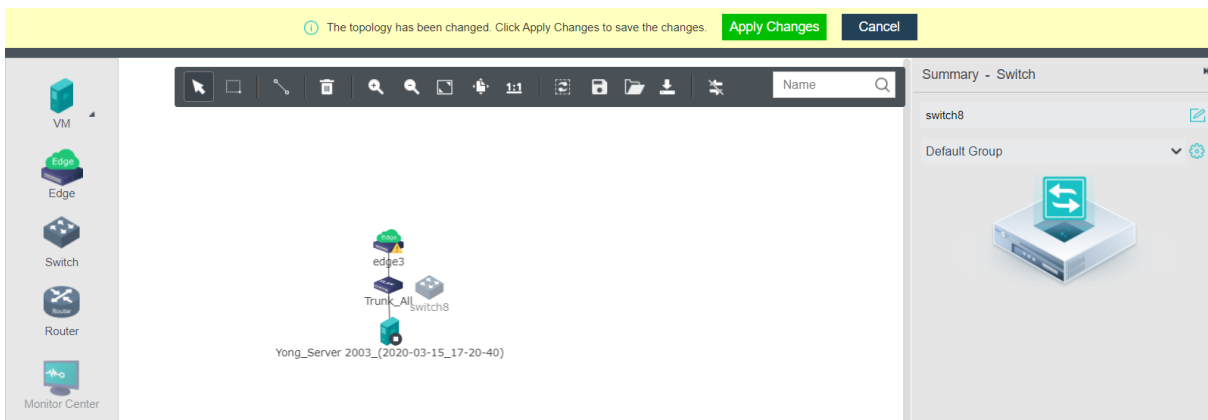 The topology has been changed. Click Apply Changes to save the changes. Apply Changes Cancel
VM
Edge
Edge
Switch
Router
Router
Monitor Center
1:1
Name
Edge
edge3
Trunk_All
switch8
Yong_Server 2003_(2020-03-15_17-20-40)
Summary - Switch
switch8
Default Group